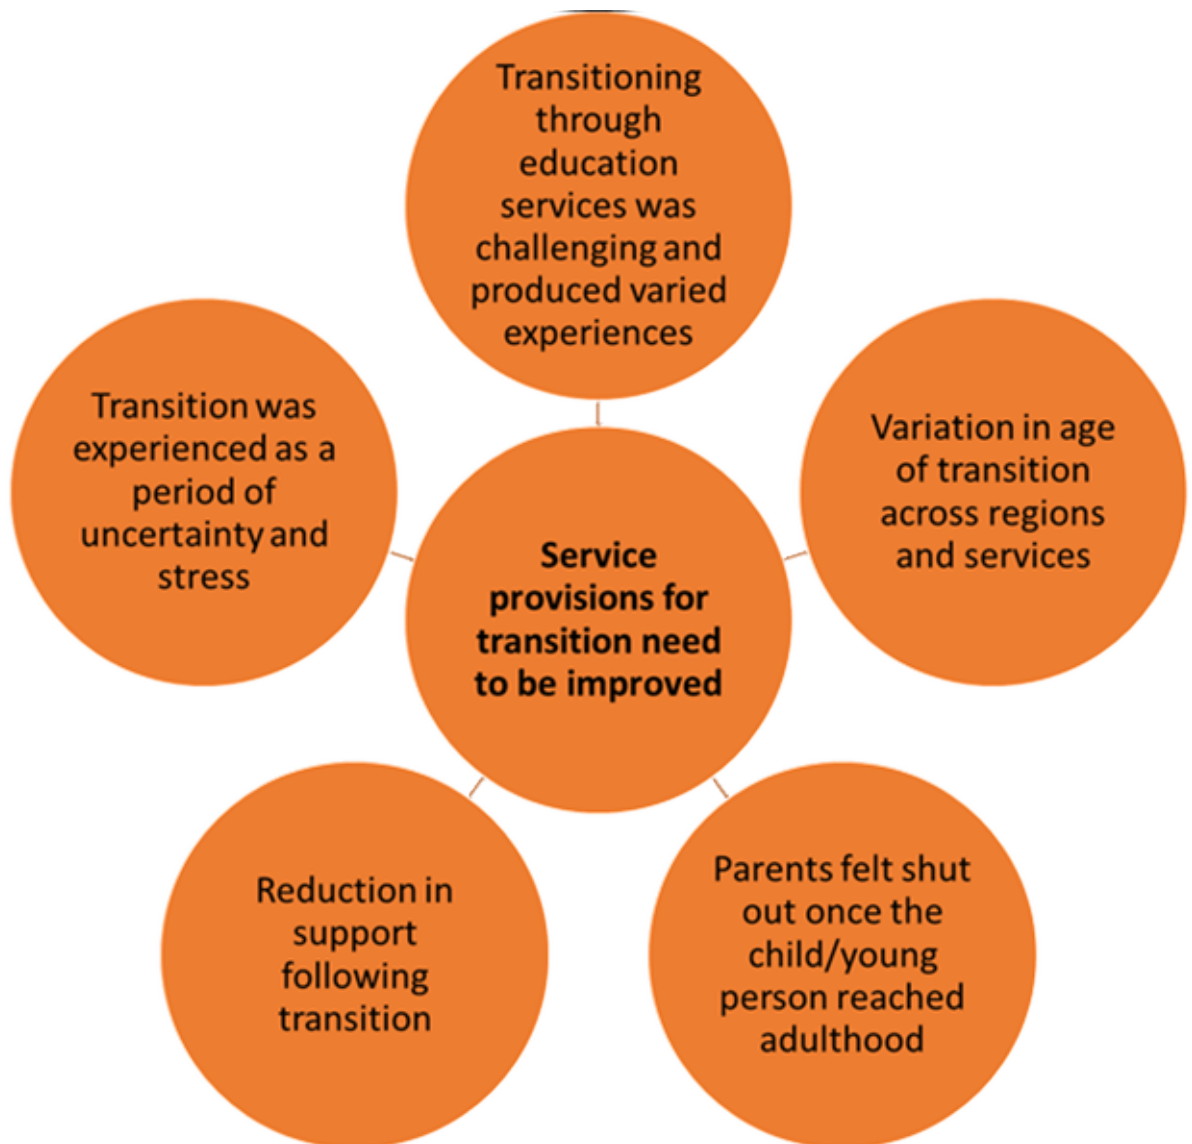 Transitioning
through
education
services was
challenging and
produced varied
experiences
Transition was
experienced as a
period of
uncertainty and
stress
Variation in age
of transition
across regions
and services
Service
provisions for
transition need
to be improved
Reduction in
support
following
transition
Parents felt shut
out once the
child/young
person reached
adulthood